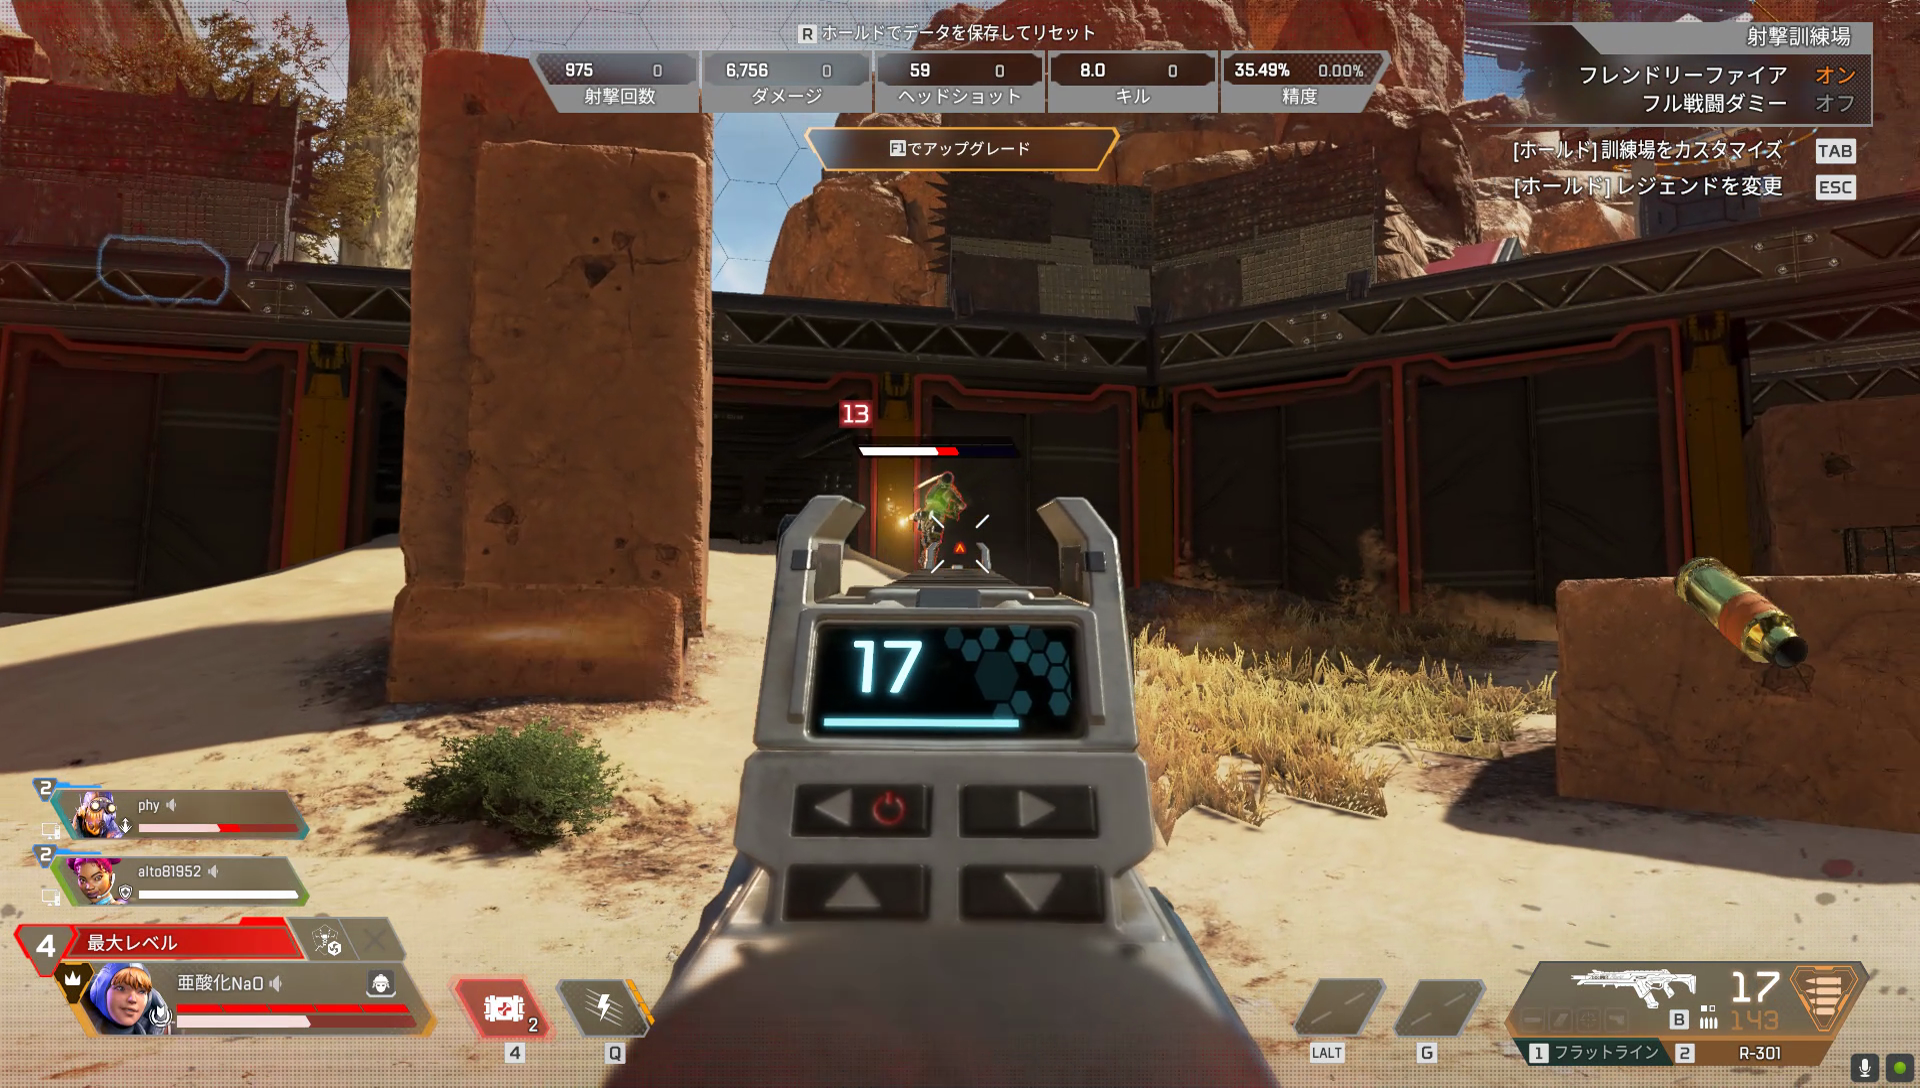 R ホールドでデータを保存してリセット
975 0 6,756 0 59 0 8.0 0 35.49% 0.00%
射撃回数 ダメージ ヘッドショット キル 精度
F1でアップグレード
射撃訓練場
フレンドリーファイア オン
フル戦闘ダミー オフ
[ホールド]訓練場をカスタマイズ TAB
[ホールド]レジェンドを変更 ESC
13
17
2
phy
2
alto81952
4 最大レベル
亜酸化NaO
2
4
Q
LALT
G
17
B 143
1 フラットライン 2 R-301